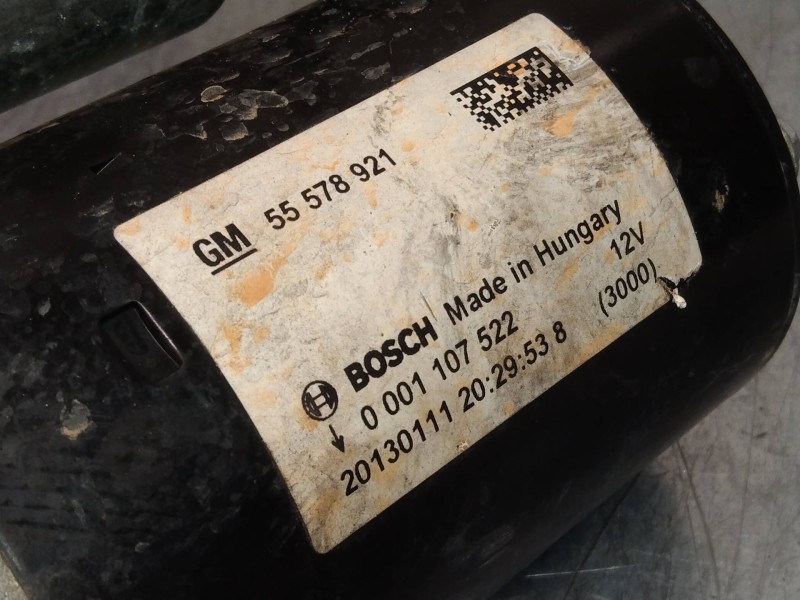 GM 55 578 921
BOSCH Made in Hungary
0 001 107 522 12V
20130111 20:29:53 8 (3000)